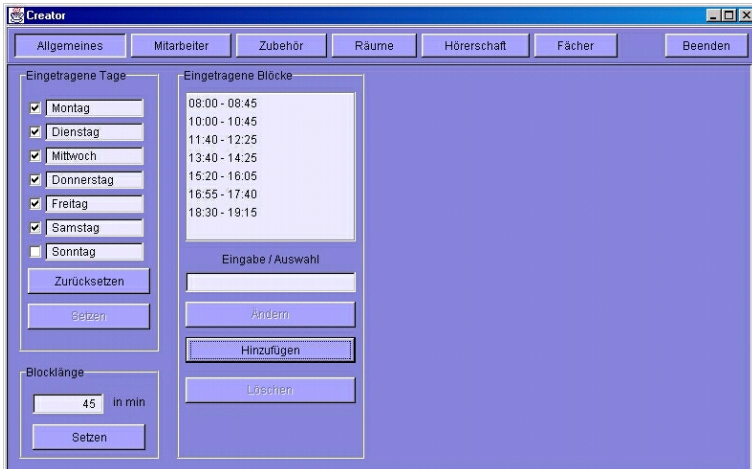 Creator
Allgemeines Mitarbeiter Zubehör Räume Hörerschaft Fächer Beenden
Eingetragene Tage
Montag
Dienstag
Mittwoch
Donnerstag
Freitag
Samstag
Sonntag
Zurücksetzen
Setzen
Blocklänge
45 in min
Setzen
Eingetragene Blöcke
08:00 - 08:45
10:00 - 10:45
11:40 - 12:25
13:40 - 14:25
15:20 - 16:05
16:55 - 17:40
18:30 - 19:15
Eingabe / Auswahl
Ändern
Hinzufügen
Löschen